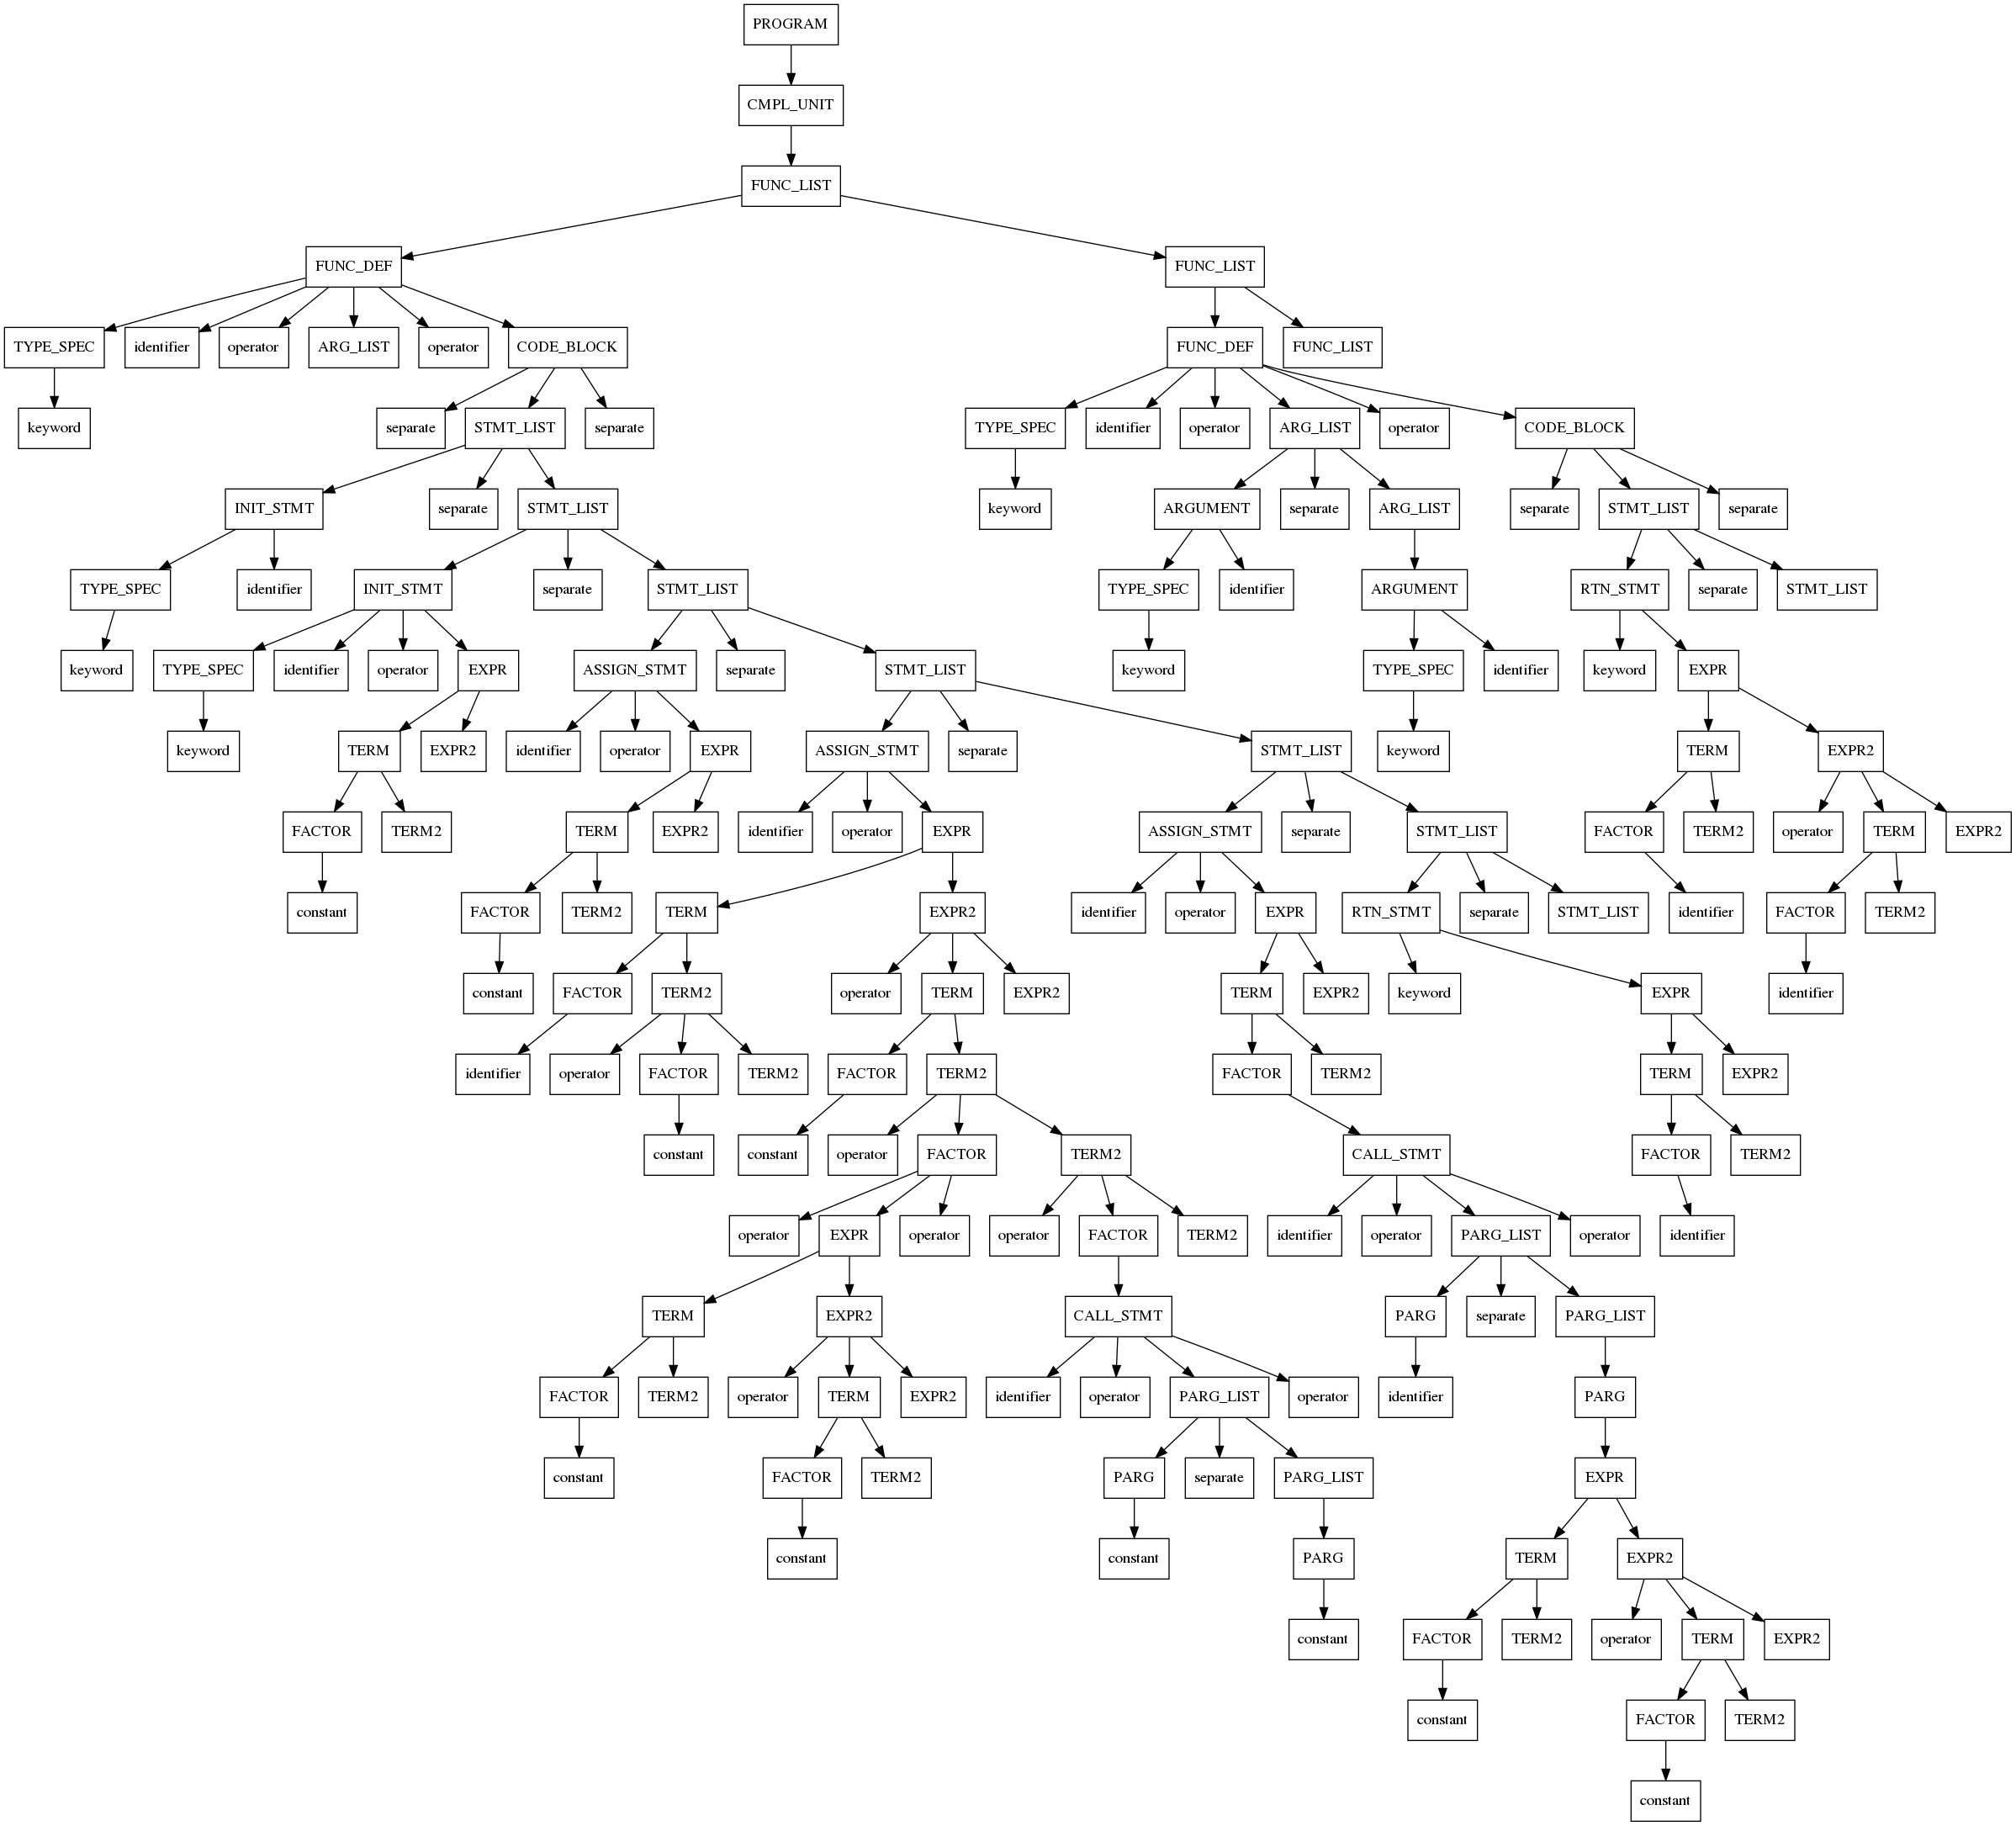 PROGRAM
CMPL_UNIT
FUNC_LIST
FUNC_DEF FUNC_LIST
TYPE_SPEC identifier operator ARG_LIST operator CODE_BLOCK FUNC_DEF FUNC_LIST
keyword separate STMT_LIST separate TYPE_SPEC identifier operator ARG_LIST operator CODE_BLOCK
INIT_STMT separate STMT_LIST keyword ARGUMENT separate ARG_LIST separate STMT_LIST separate
TYPE_SPEC identifier INIT_STMT separate STMT_LIST TYPE_SPEC identifier ARGUMENT RTN_STMT separate STMT_LIST
keyword TYPE_SPEC identifier operator EXPR ASSIGN_STMT separate STMT_LIST keyword TYPE_SPEC identifier keyword EXPR
keyword TERM EXPR2 identifier operator EXPR ASSIGN_STMT separate STMT_LIST keyword TERM EXPR2
FACTOR TERM2 TERM EXPR2 identifier operator EXPR ASSIGN_STMT separate STMT_LIST FACTOR TERM2 operator TERM EXPR2
constant FACTOR TERM2 TERM EXPR2 identifier operator EXPR RTN_STMT separate STMT_LIST identifier FACTOR TERM2
constant FACTOR TERM2 operator TERM EXPR2 TERM EXPR2 keyword EXPR identifier
identifier operator FACTOR TERM2 FACTOR TERM2 FACTOR TERM2 TERM EXPR2
constant constant operator FACTOR TERM2 CALL_STMT FACTOR TERM2
operator EXPR operator operator FACTOR TERM2 identifier operator PARG_LIST operator identifier
TERM EXPR2 CALL_STMT PARG separate PARG_LIST
FACTOR TERM2 operator TERM EXPR2 identifier operator PARG_LIST operator identifier PARG
constant FACTOR TERM2 PARG separate PARG_LIST EXPR
constant constant PARG TERM EXPR2
constant FACTOR TERM2 operator TERM EXPR2
constant FACTOR TERM2
constant